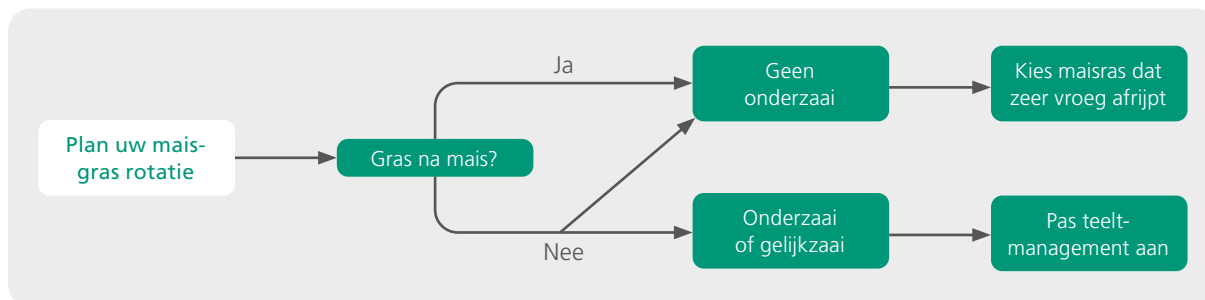 Plan uw mais-
gras rotatie
Gras na mais?
Ja
Nee
Geen
onderzaai
Kies maisras dat
zeer vroeg afrijpt
Onderzaai
of gelijkzaai
Pas teelt-
management aan